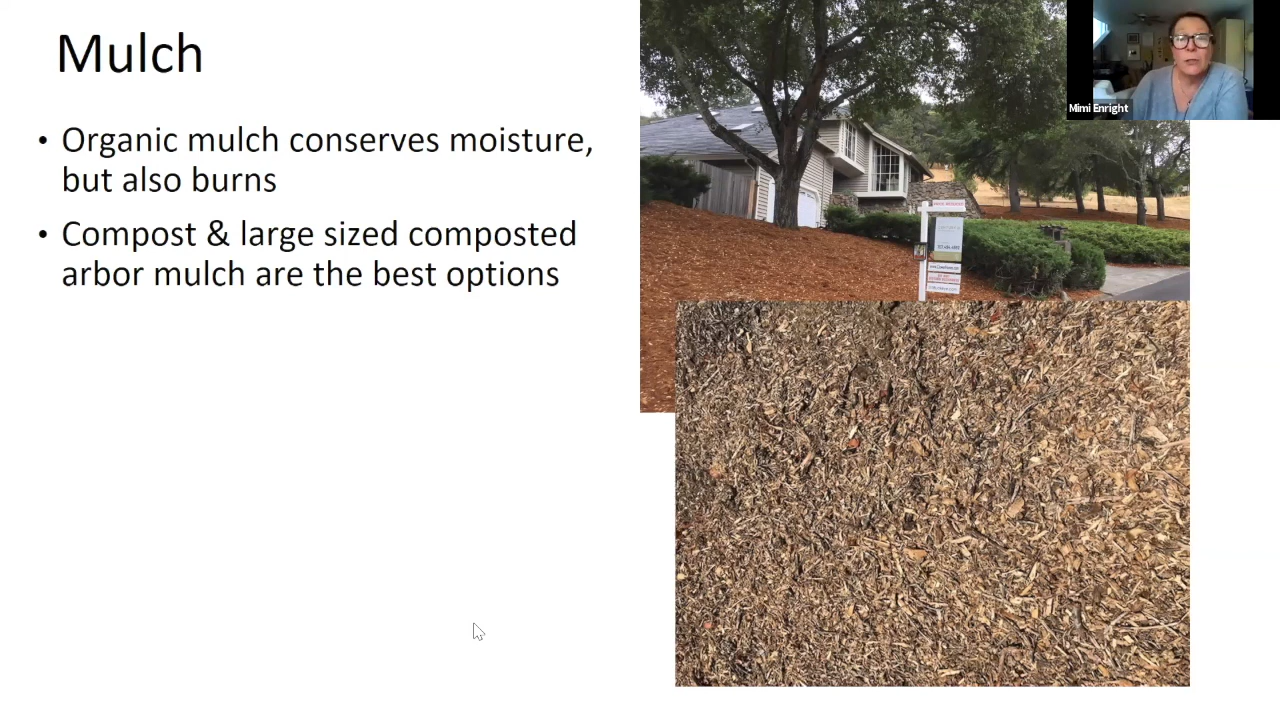 Mulch
• Organic mulch conserves moisture,
but also burns
• Compost & large sized composted
arbor mulch are the best options
Mimi Enright